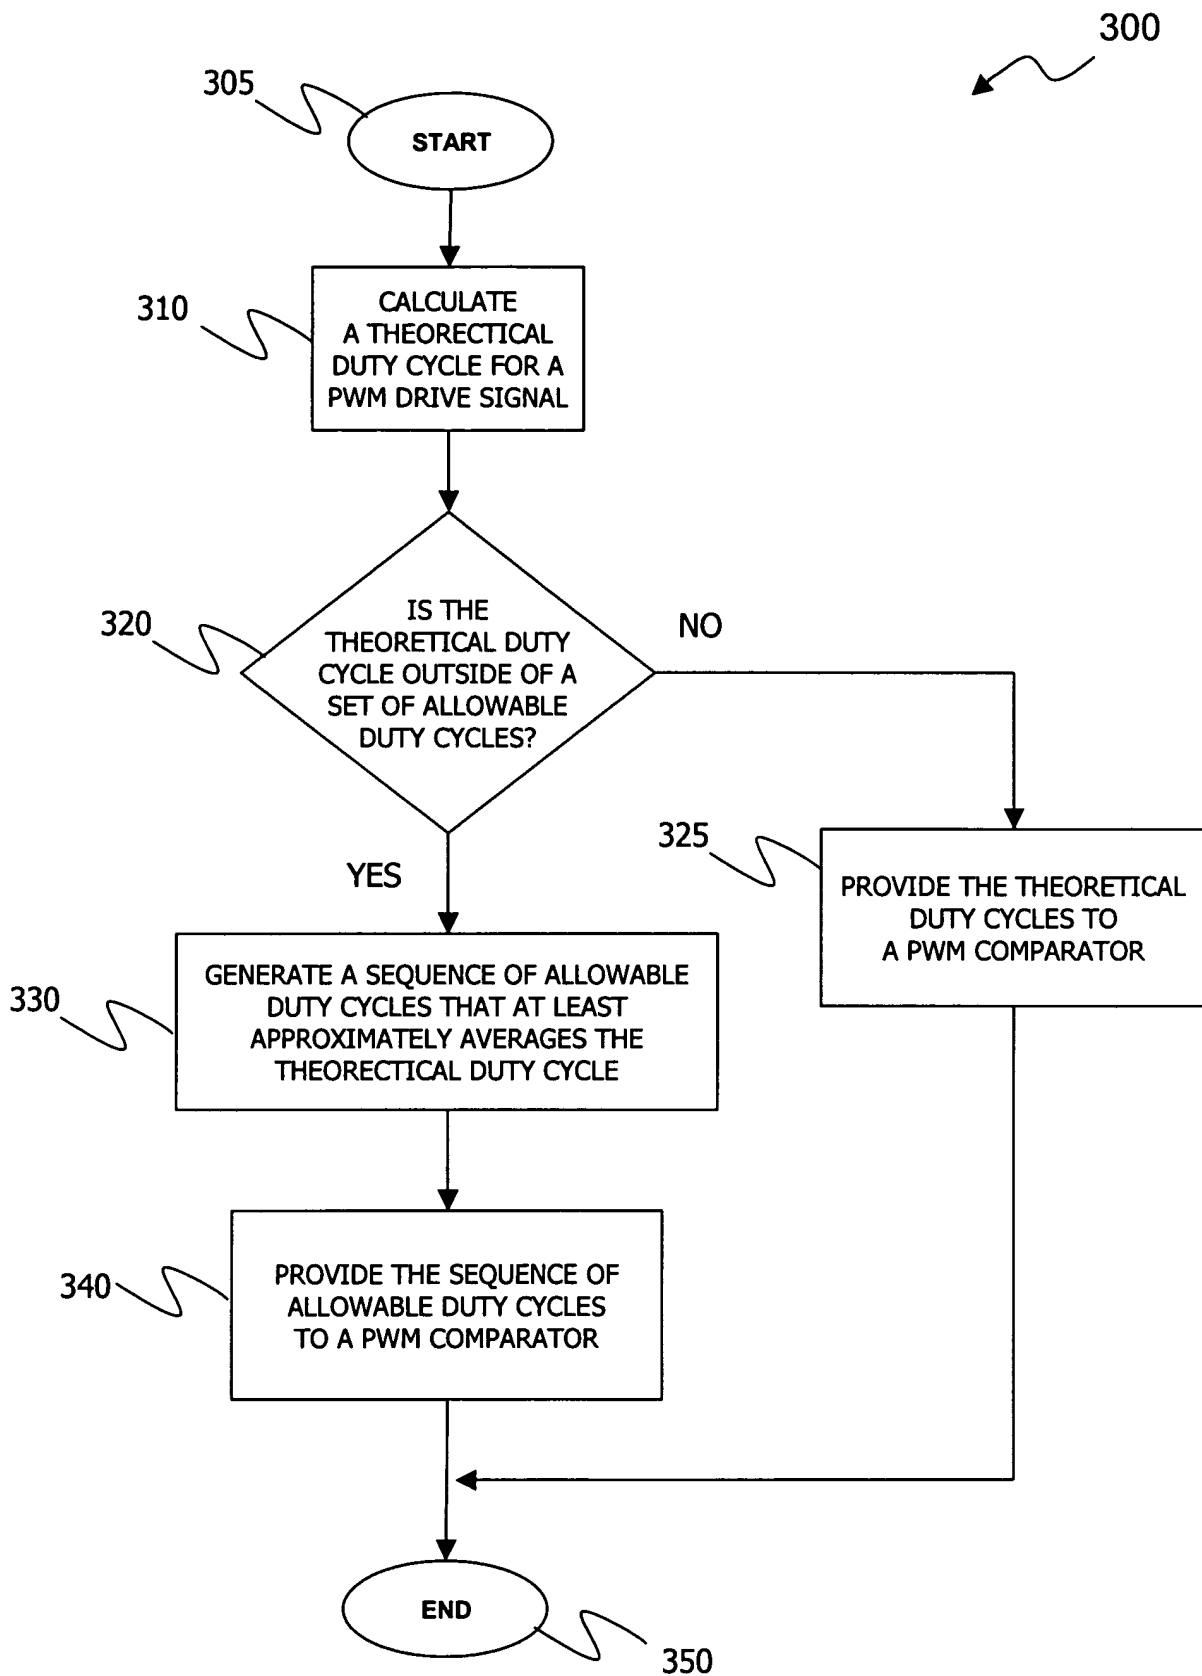 300
305
START
310
CALCULATE
A THEORECTICAL
DUTY CYCLE FOR A
PWM DRIVE SIGNAL
320
IS THE
THEORETICAL DUTY
CYCLE OUTSIDE OF A
SET OF ALLOWABLE
DUTY CYCLES?
NO
YES
325
PROVIDE THE THEORETICAL
DUTY CYCLES TO
A PWM COMPARATOR
330
GENERATE A SEQUENCE OF ALLOWABLE
DUTY CYCLES THAT AT LEAST
APPROXIMATELY AVERAGES THE
THEORECTICAL DUTY CYCLE
340
PROVIDE THE SEQUENCE OF
ALLOWABLE DUTY CYCLES
TO A PWM COMPARATOR
END
350